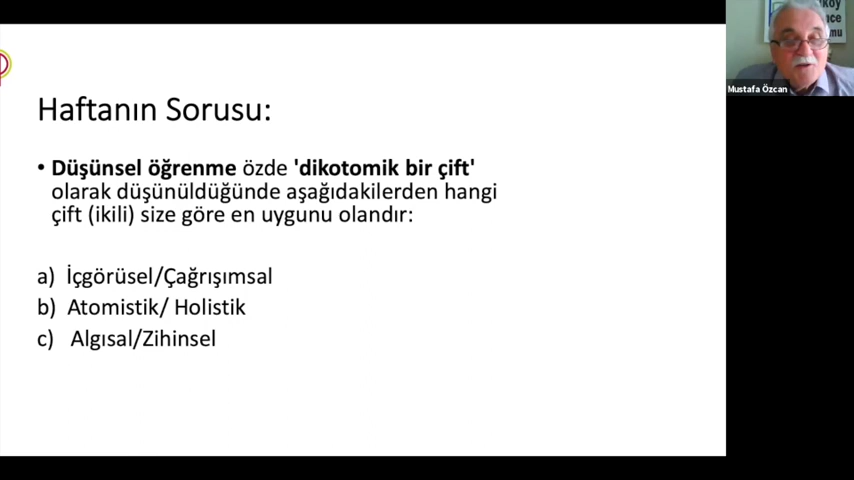 Haftanın Sorusu:
• Düşünsel öğrenme özde 'dikotomik bir çift'
olarak düşünüldüğünde aşağıdakilerden hangi
çift (ikili) size göre en uygunu olandır:
a) İçgörüsel/Çağrışımsal
b) Atomistik/ Holistik
c) Algısal/Zihinsel
Mustafa Özcan